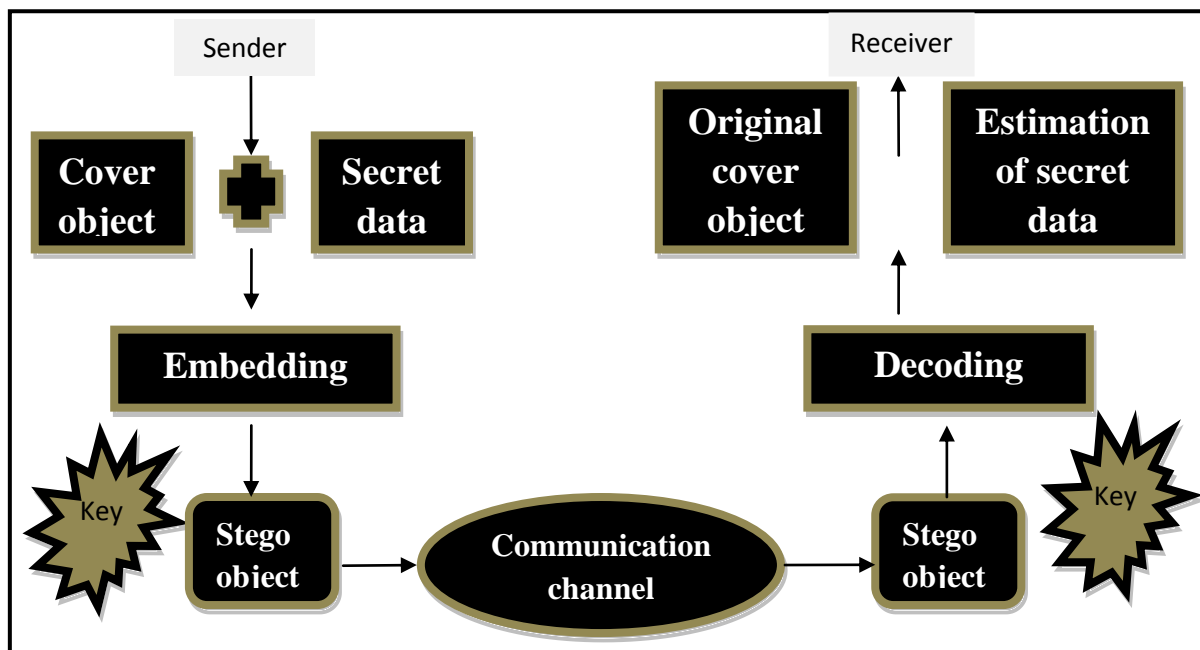 Sender
Cover
object
Secret
data
Embedding
Key
Stego
object
Communication
channel
Receiver
Original
cover
object
Estimation
of secret
data
Decoding
Stego
object
Key